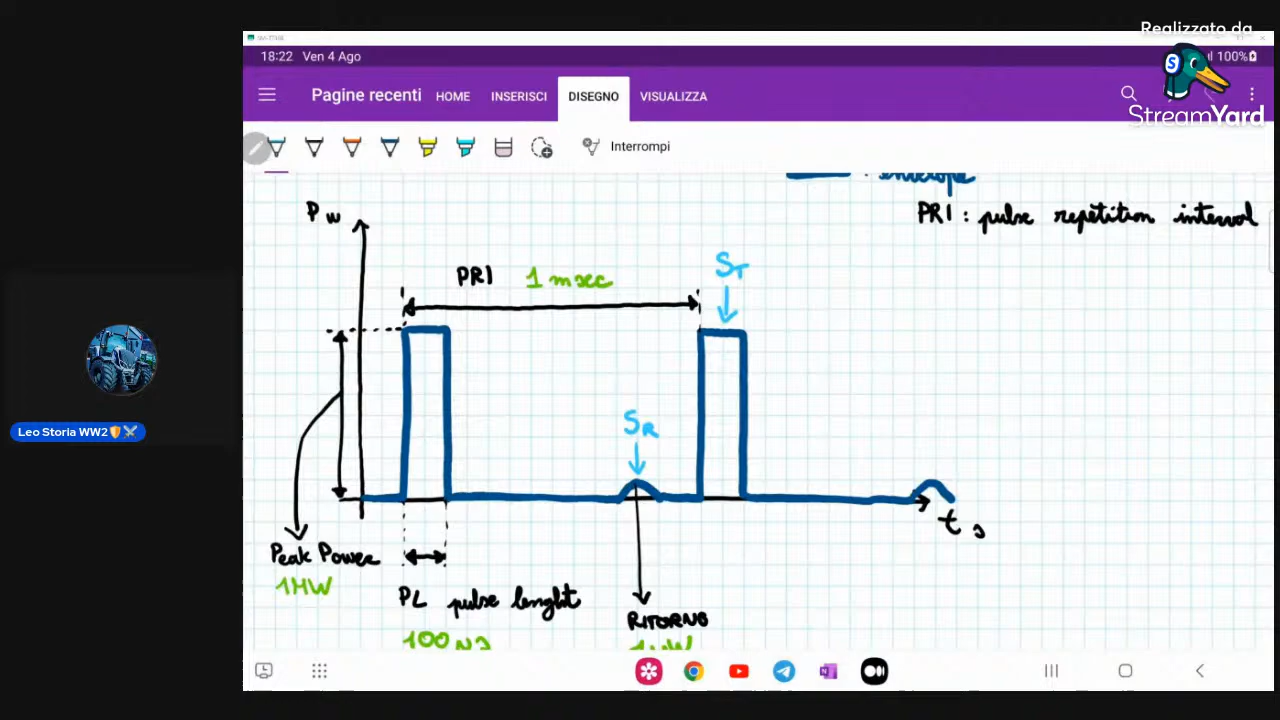 Realizzato da
StreamYard
18:22 Ven 4 Ago
100%
Pagine recenti HOME INSERISCI DISEGNO VISUALIZZA
Interrompi
: envelope
PRI : pulse repetition interval
P W
PRI 1 msec
ST
SR
t s
Peak Power
1MW
PL pulse lenght
100 ns
RITORNO
Leo Storia WW2